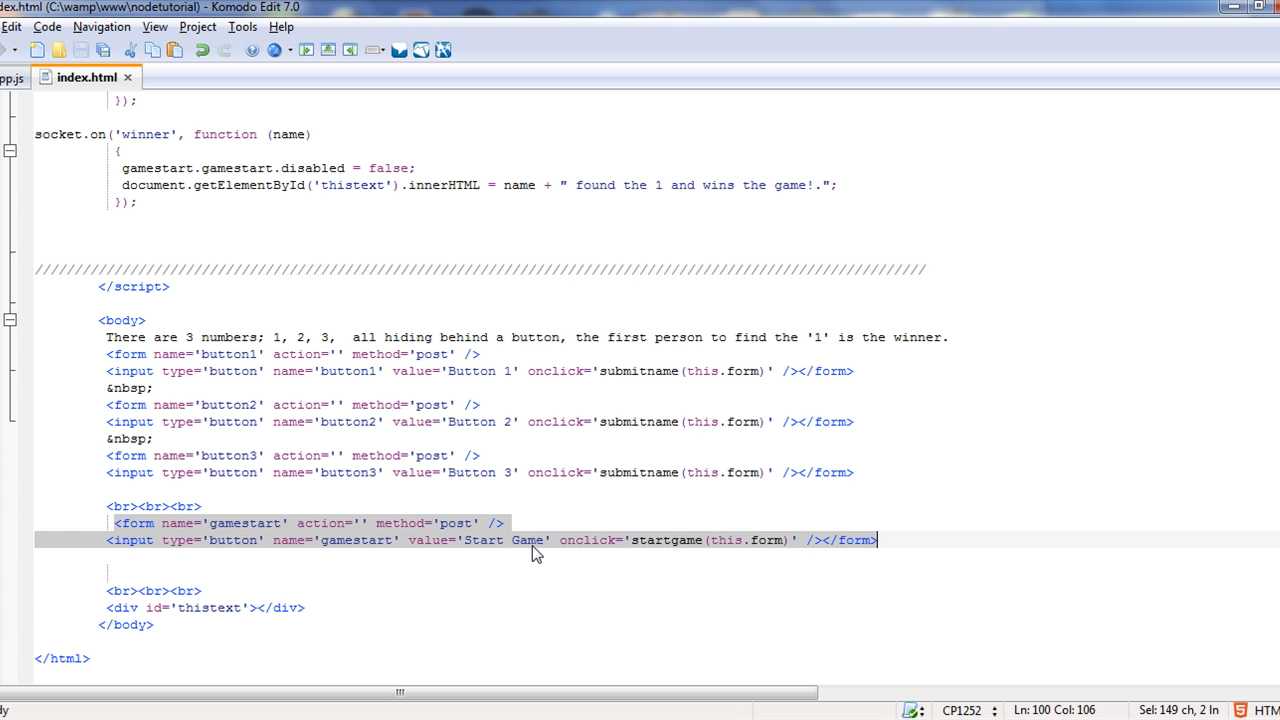 ndex.html (C:\wamp\www\nodetutorial) - Komodo Edit 7.0
Edit Code Navigation View Project Tools Help
pp.js index.html
});
socket.on('winner', function (name)
{
gamestart.gamestart.disabled = false;
document.getElementById('thistext').innerHTML = name + " found the 1 and wins the game!.";
});
//////////////////////////////////////////////////////////////////////////////////////////////////////////////////
</script>
<body>
There are 3 numbers; 1, 2, 3,  all hiding behind a button, the first person to find the '1' is the winner.
<form name='button1' action='' method='post' />
<input type='button' name='button1' value='Button 1' onclick='submitname(this.form)' /></form>
&nbsp;
<form name='button2' action='' method='post' />
<input type='button' name='button2' value='Button 2' onclick='submitname(this.form)' /></form>
&nbsp;
<form name='button3' action='' method='post' />
<input type='button' name='button3' value='Button 3' onclick='submitname(this.form)' /></form>
<br><br><br>
<form name='gamestart' action='' method='post' />
<input type='button' name='gamestart' value='Start Game' onclick='startgame(this.form)' /></form>
<br><br><br>
<div id='thistext'></div>
</body>
</html>
dy CP1252 Ln: 100 Col: 106 Sel: 149 ch, 2 ln HTM